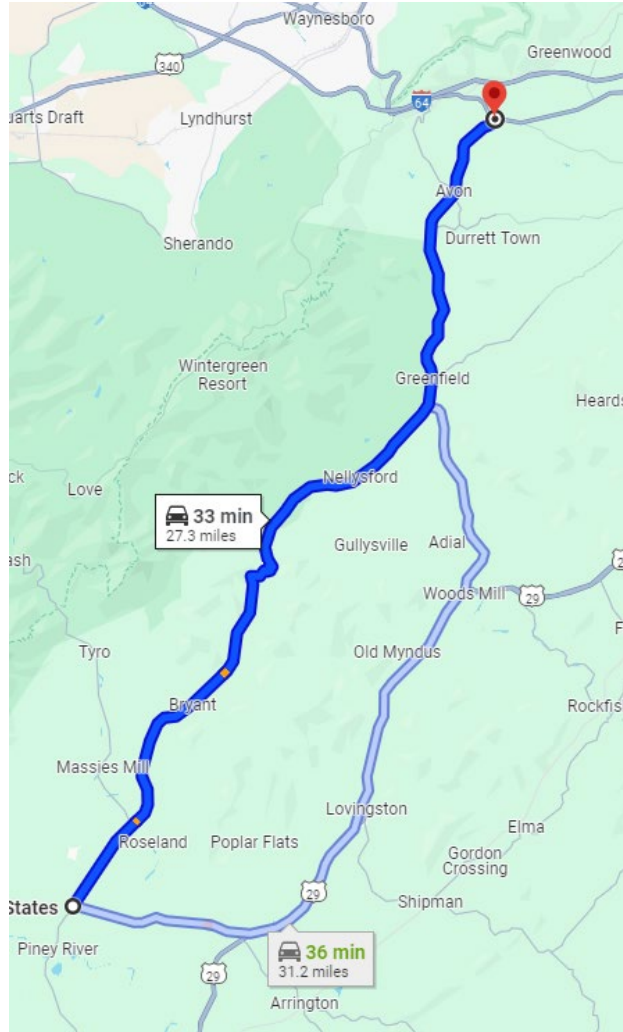 Waynesboro
Greenwood
340
uarts Draft
Lyndhurst
64
Avon
Sherando
Durrett Town
Wintergreen
Resort
Greenfield
Heards
ck
Love
Nellysford
33 min
27.3 miles
Gullysville
Adial
ash
Woods Mill
29
2
Tyro
Old Myndus
F
Bryant
Rockfis
Massies Mill
Lovingston
Roseland
Poplar Flats
Elma
Gordon
Crossing
29
States
Shipman
Piney River
36 min
31.2 miles
29
Arrington